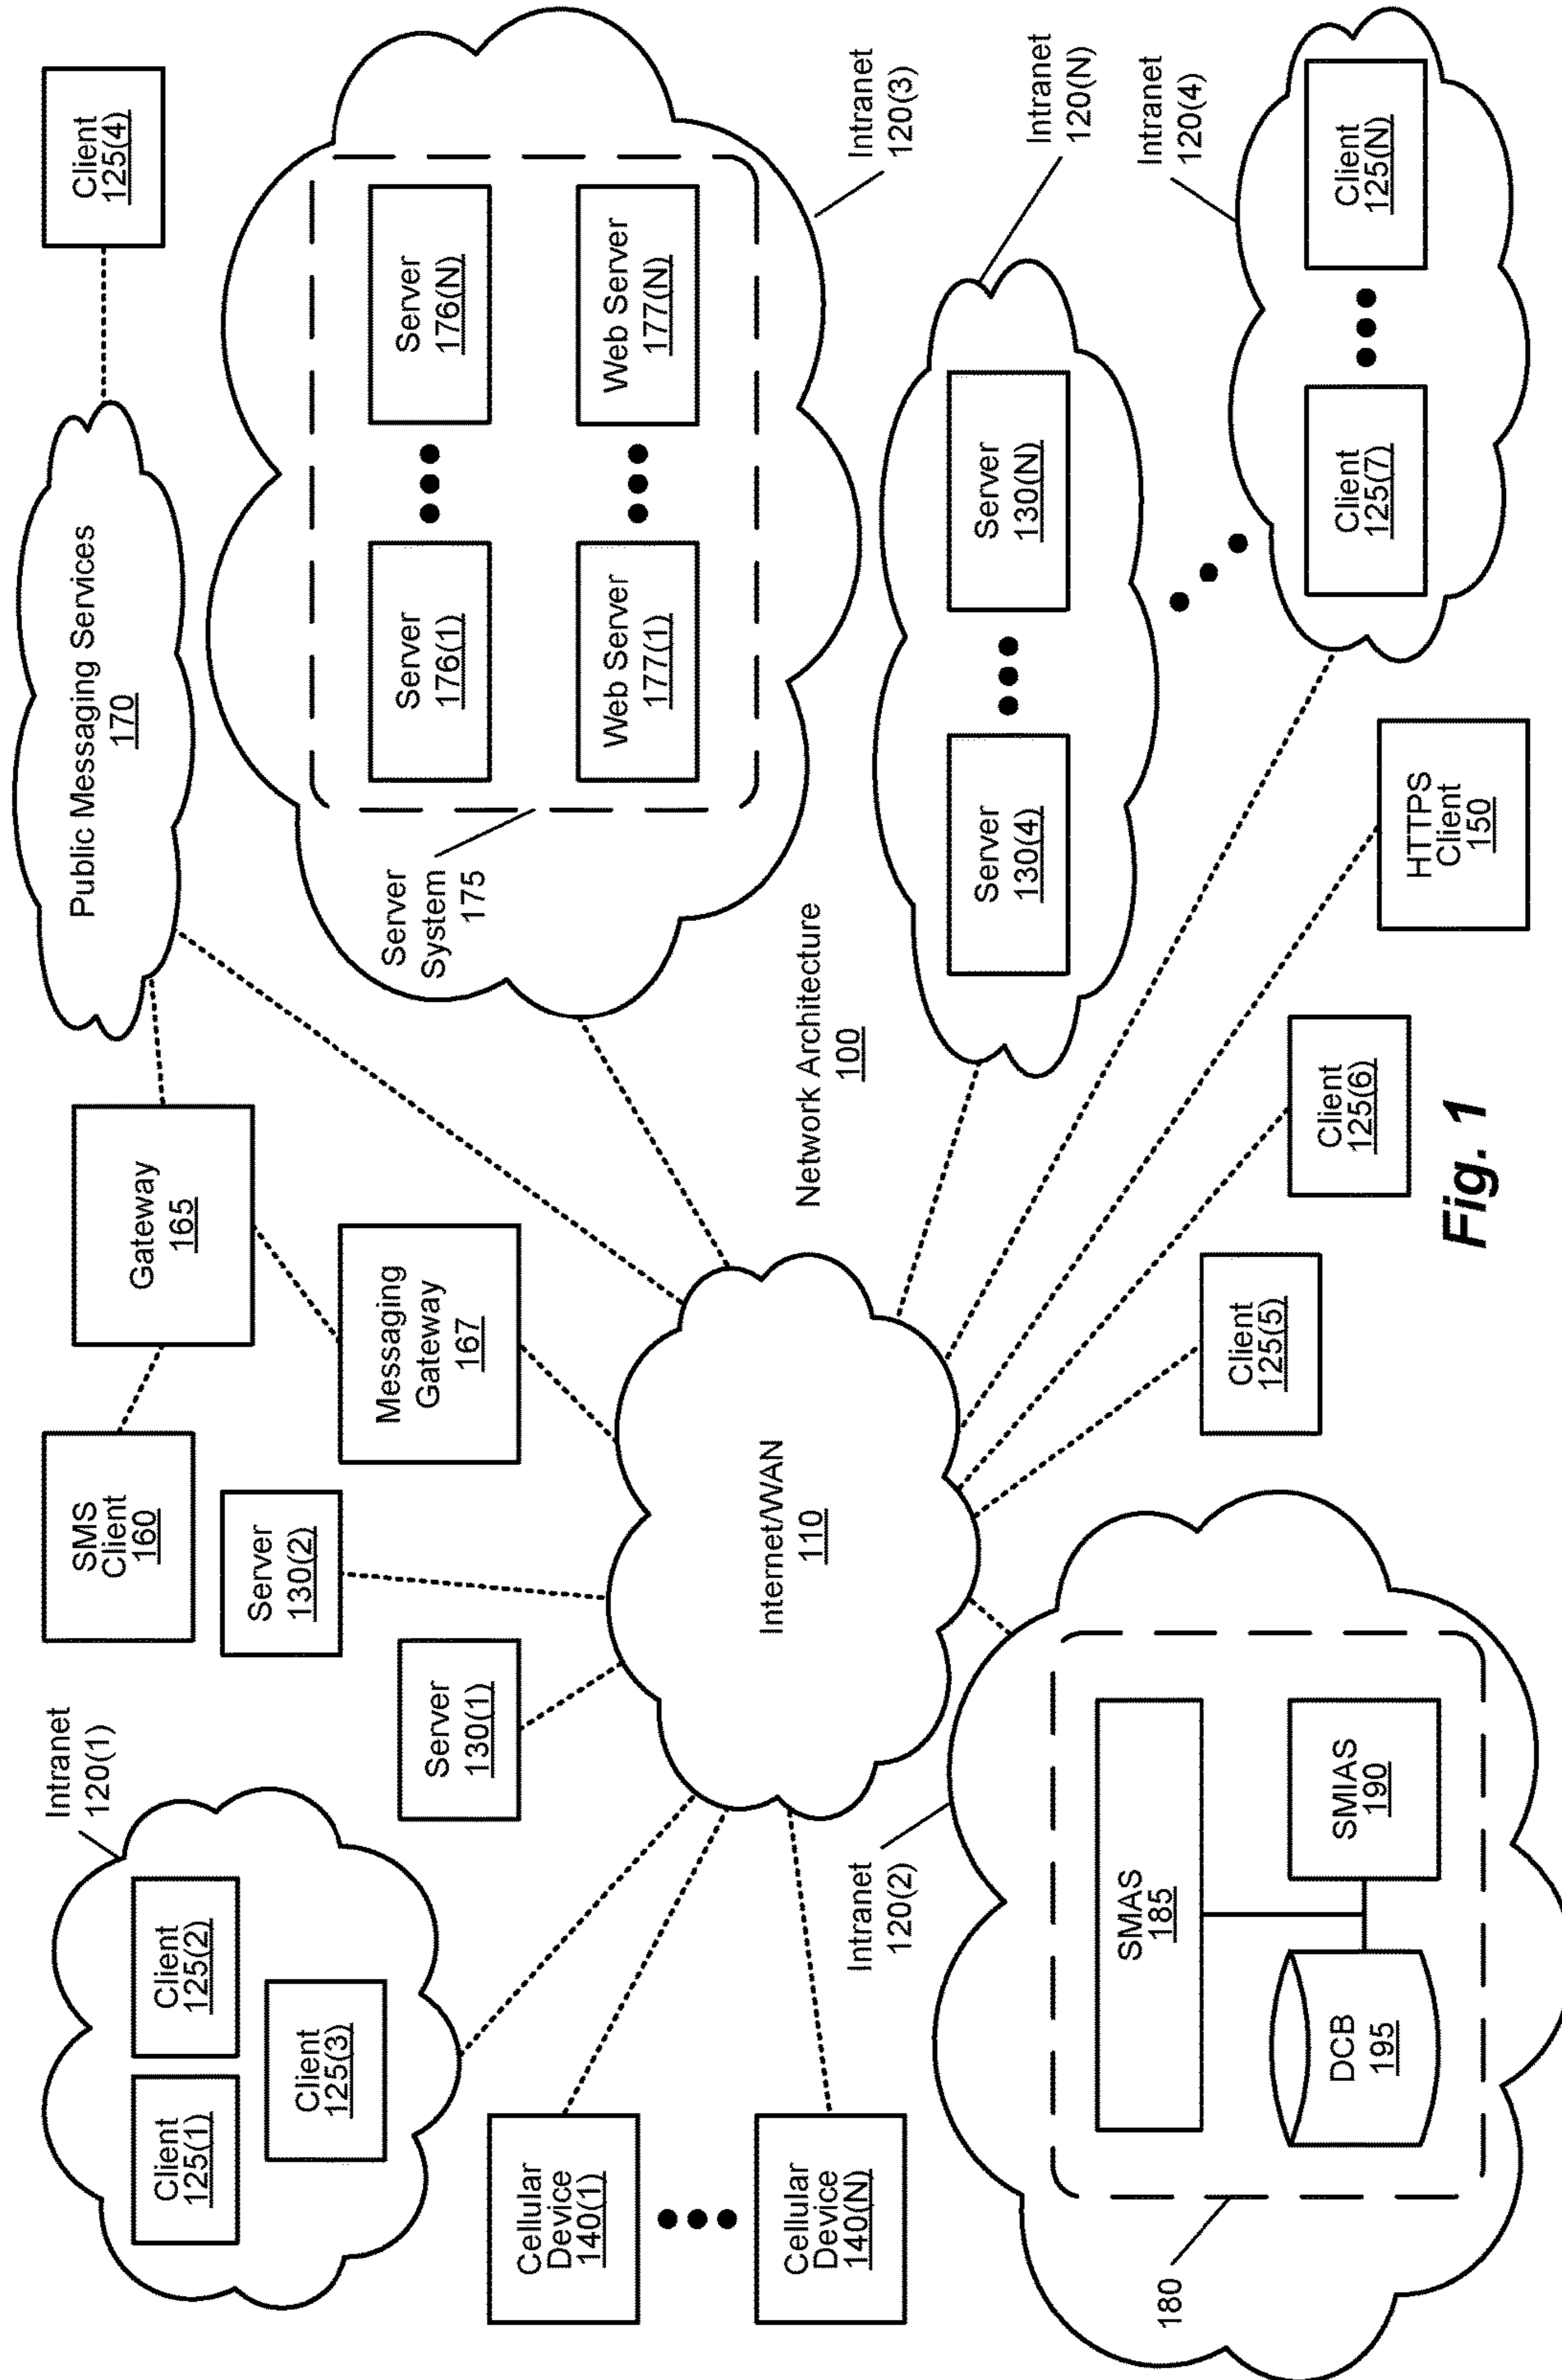 Intranet
120(1)
Client
125(1)
Client
125(2)
Client
125(3)
SMS
Client
160
Gateway
165
Public Messaging Services
170
Client
125(4)
Server
130(2)
Server
130(1)
Messaging
Gateway
167
Server
System
175
Server
176(1)
Server
176(N)
Web Server
177(1)
Web Server
177(N)
Intranet
120(3)
Cellular
Device
140(1)
Cellular
Device
140(N)
Internet/WAN
110
Network Architecture
100
Server
130(4)
Server
130(N)
Intranet
120(N)
Intranet
120(2)
Intranet
120(4)
180
SMAS
185
SMIAS
190
DCB
195
Client
125(5)
Client
125(6)
HTTPS
Client
150
Client
125(7)
Client
125(N)
Fig. 1